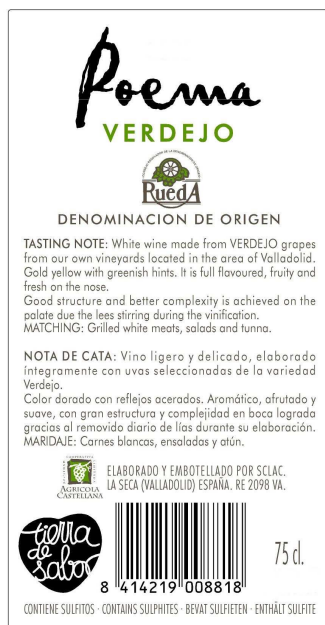 Poema
VERDEJO
RuedA
DENOMINACION DE ORIGEN
TASTING NOTE: White wine made from VERDEJO grapes
from our own vineyards located in the area of Valladolid.
Gold yellow with greenish hints. It is full flavoured, fruity and
fresh on the nose.
Good structure and better complexity is achieved on the
palate due the lees stirring during the vinification.
MATCHING: Grilled white meats, salads and tunna.
NOTA DE CATA: Vino ligero y delicado, elaborado
íntegramente con uvas seleccionadas de la variedad
Verdejo.
Color dorado con reflejos acerados. Aromático, afrutado y
suave, con gran estructura y complejidad en boca lograda
gracias al removido diario de lías durante su elaboración.
MARIDAJE: Carnes blancas, ensaladas y atún.
AGRICOLA
CASTELLANA
ELABORADO Y EMBOTELLADO POR SCLAC.
LA SECA (VALLADOLID) ESPAÑA. RE 2098 VA.
tierra
de
sabor
75 cl.
8 414219 008818
CONTIENE SULFITOS · CONTAINS SULPHITES · BEVAT SULFIETEN · ENTHÄLT SULFITE